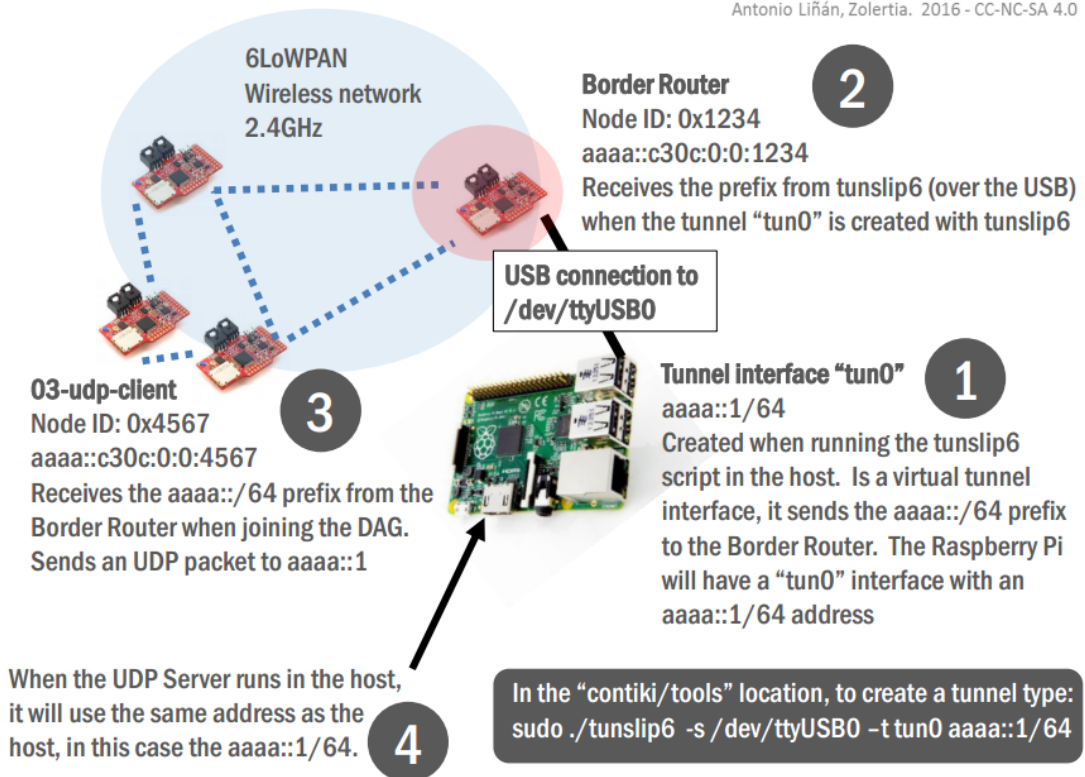 Antonio Liñán, Zolertia.  2016 - CC-NC-SA 4.0
6LoWPAN
Wireless network
2.4GHz
Border Router
Node ID: 0x1234
aaaa::c30c:0:0:1234
Receives the prefix from tunslip6 (over the USB)
when the tunnel “tun0” is created with tunslip6
2
USB connection to
/dev/ttyUSB0
Tunnel interface “tun0”
aaaa::1/64
Created when running the tunslip6
script in the host.  Is a virtual tunnel
interface, it sends the aaaa::/64 prefix
to the Border Router.  The Raspberry Pi
will have a “tun0” interface with an
aaaa::1/64 address
1
03-udp-client
Node ID: 0x4567
aaaa::c30c:0:0:4567
Receives the aaaa::/64 prefix from the
Border Router when joining the DAG.
Sends an UDP packet to aaaa::1
3
When the UDP Server runs in the host,
it will use the same address as the
host, in this case the aaaa::1/64.
4
In the “contiki/tools” location, to create a tunnel type:
sudo ./tunslip6  -s /dev/ttyUSB0 –t tun0 aaaa::1/64